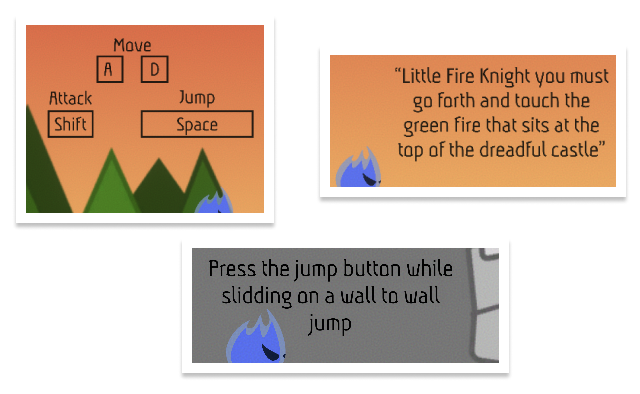 Move
A D
Attack Jump
Shift Space
“Little Fire Knight you must
go forth and touch the
green fire that sits at the
top of the dreadful castle”
Press the jump button while
slidding on a wall to wall
jump